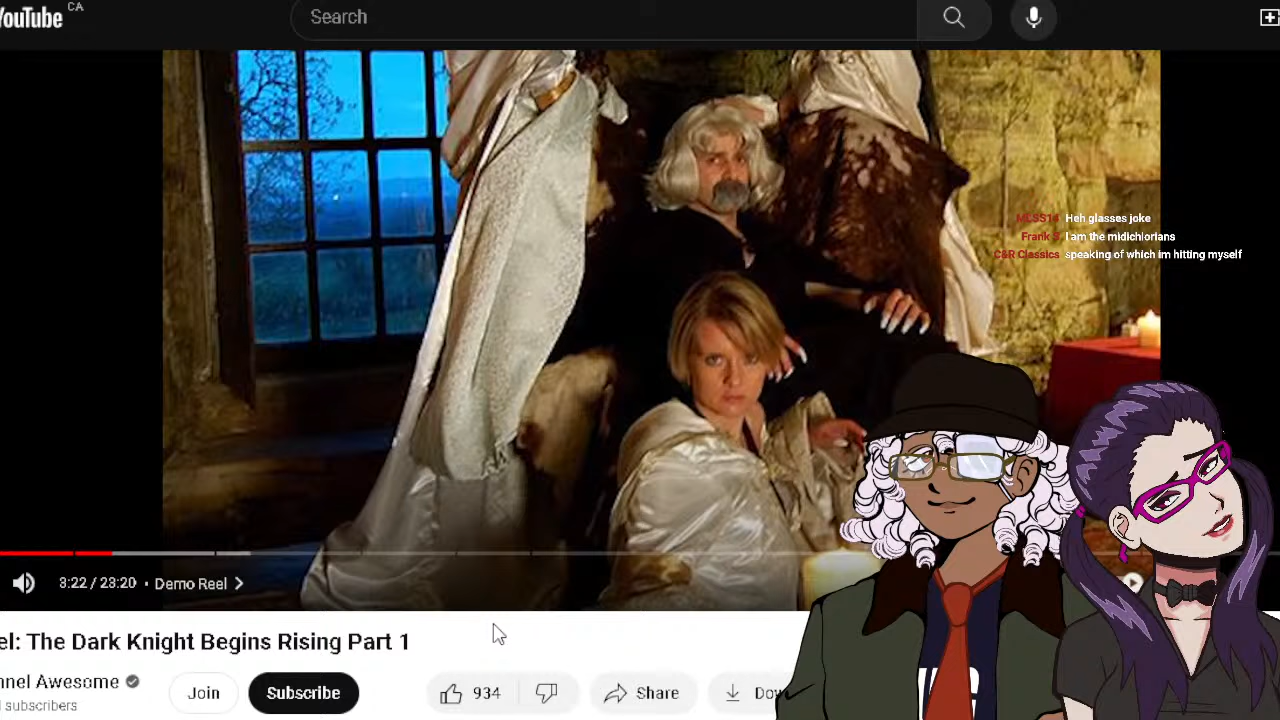 YouTube CA
Search
MLSS14 Heh glasses joke
Frank S I am the midichlorians
C&R Classics speaking of which im hitting myself
3:22 / 23:20 • Demo Reel
el: The Dark Knight Begins Rising Part 1
nnel Awesome
Join
Subscribe
934
Share
Dow
subscribers